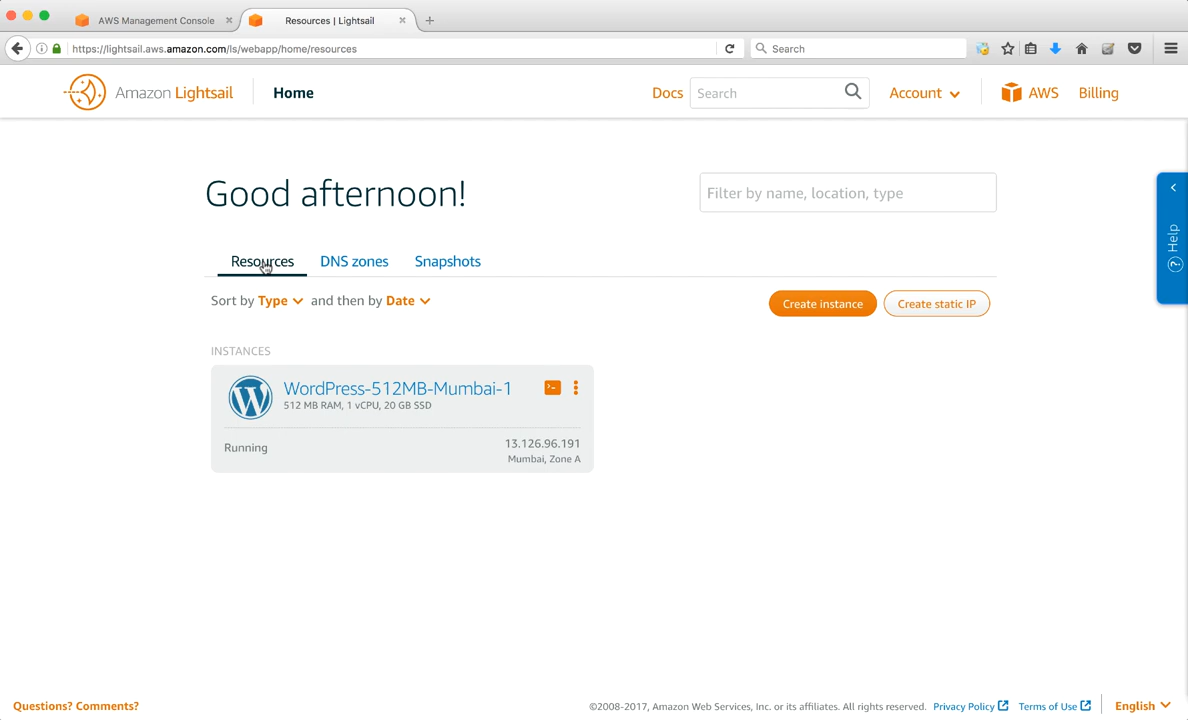 AWS Management Console
Resources | Lightsail
https://lightsail.aws.amazon.com/ls/webapp/home/resources
Search
Amazon Lightsail
Home
Docs
Search
Account
AWS
Billing
Good afternoon!
Filter by name, location, type
? Help
Resources
DNS zones
Snapshots
Sort by Type and then by Date
Create instance
Create static IP
INSTANCES
WordPress-512MB-Mumbai-1
512 MB RAM, 1 vCPU, 20 GB SSD
Running
13.126.96.191
Mumbai, Zone A
Questions? Comments?
©2008-2017, Amazon Web Services, Inc. or its affiliates. All rights reserved.
Privacy Policy
Terms of Use
English